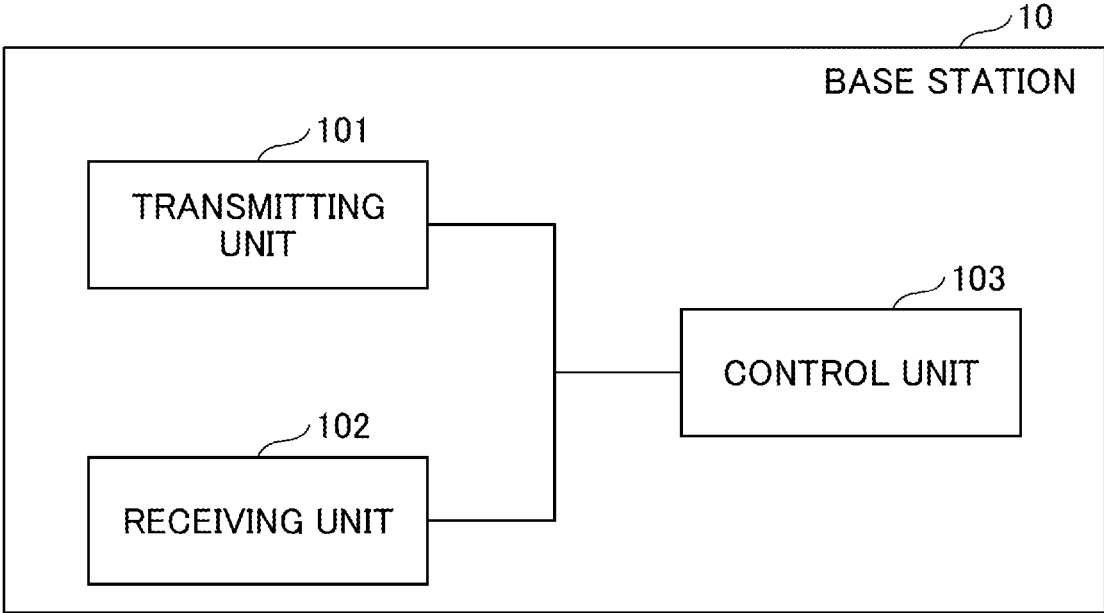 10
BASE STATION
101
TRANSMITTING
UNIT
103
CONTROL UNIT
102
RECEIVING UNIT